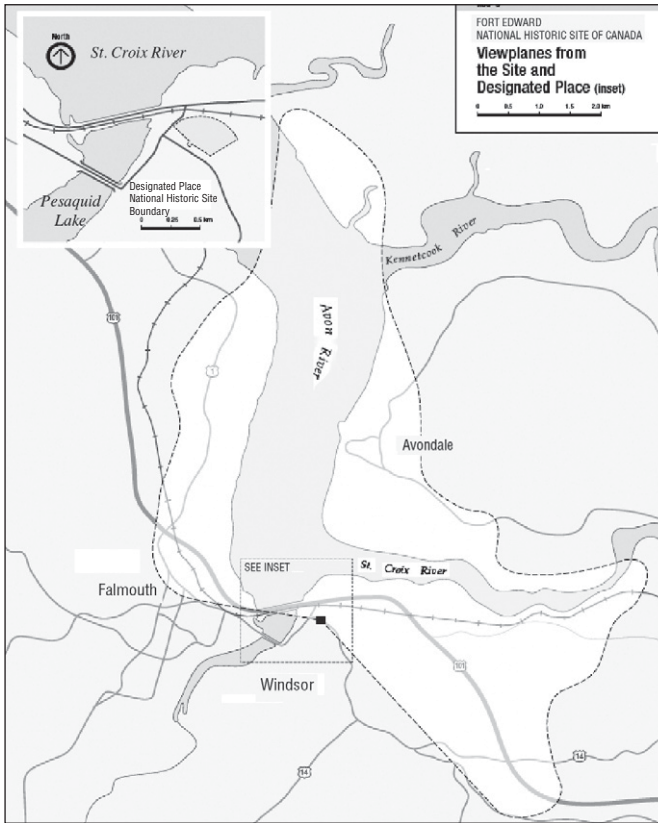 North
St. Croix River
Pesaquid
Lake
Designated Place
National Historic Site
Boundary
0 0.25 0.5 km
FORT EDWARD
NATIONAL HISTORIC SITE OF CANADA
Viewplanes from
the Site and
Designated Place (inset)
0 0.5 1.0 1.5 2.0 km
Kennetcook River
101
Avon
River
1
Avondale
SEE INSET
St. Croix River
Falmouth
101
Windsor
14
14